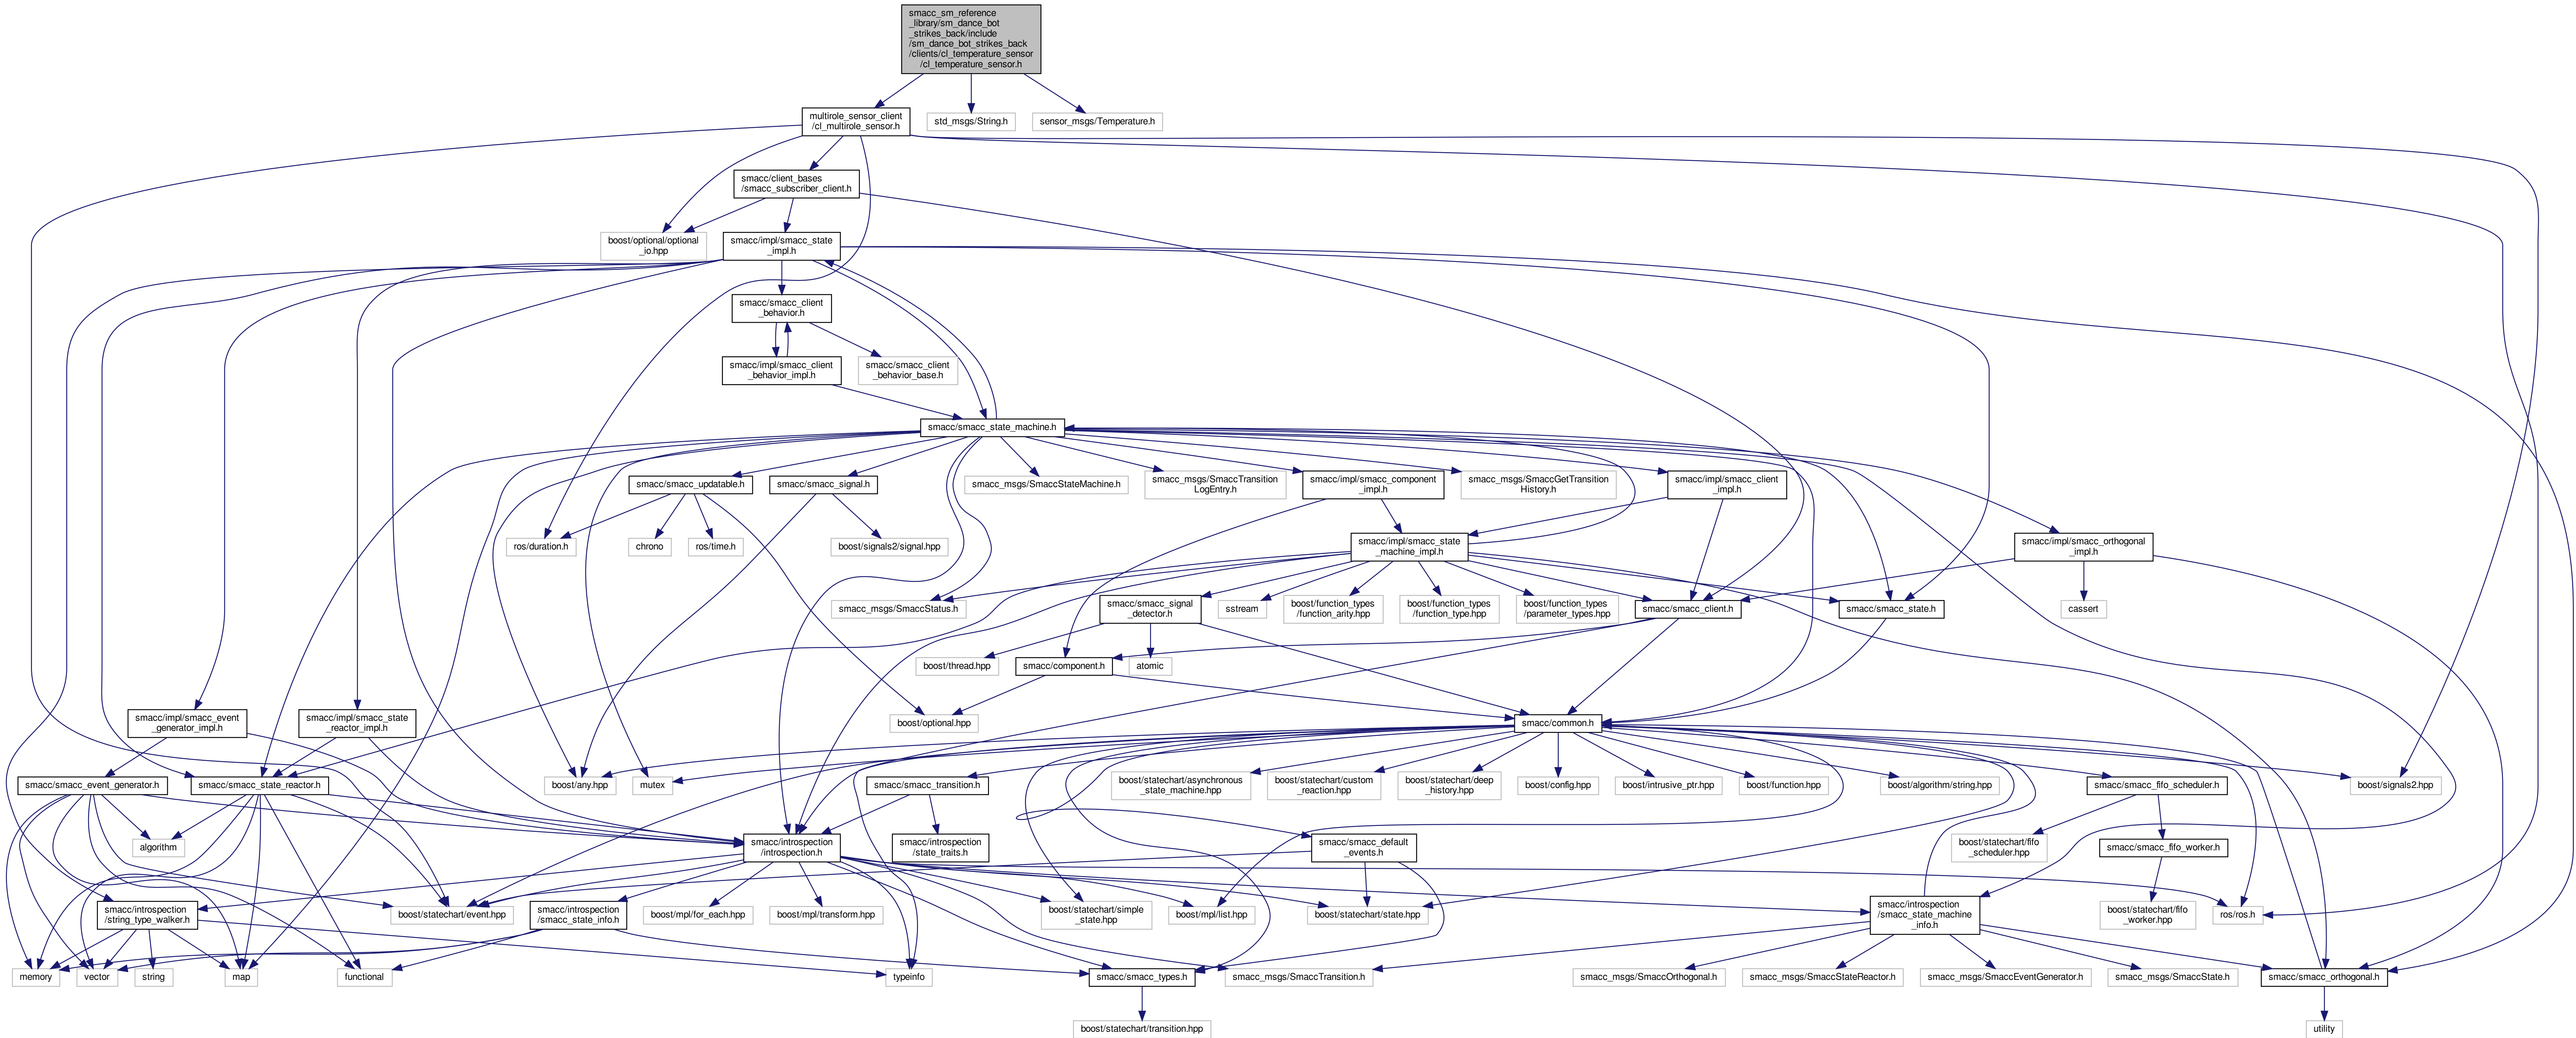 smacc_sm_reference
_library/sm_dance_bot
_strikes_back/include
/sm_dance_bot_strikes_back
/clients/cl_temperature_sensor
/cl_temperature_sensor.h
multirole_sensor_client
/cl_multirole_sensor.h
std_msgs/String.h
sensor_msgs/Temperature.h
smacc/client_bases
/smacc_subscriber_client.h
boost/optional/optional
_io.hpp
smacc/impl/smacc_state
_impl.h
smacc/smacc_client
_behavior.h
smacc/impl/smacc_client
_behavior_impl.h
smacc/smacc_client
_behavior_base.h
smacc/smacc_state_machine.h
smacc/smacc_updatable.h
smacc/smacc_signal.h
smacc_msgs/SmaccStateMachine.h
smacc_msgs/SmaccTransition
LogEntry.h
smacc/impl/smacc_component
_impl.h
smacc_msgs/SmaccGetTransition
History.h
smacc/impl/smacc_client
_impl.h
ros/duration.h
chrono
ros/time.h
boost/signals2/signal.hpp
smacc/impl/smacc_state
_machine_impl.h
smacc/impl/smacc_orthogonal
_impl.h
smacc_msgs/SmaccStatus.h
smacc/smacc_signal
_detector.h
sstream
boost/function_types
/function_arity.hpp
boost/function_types
/function_type.hpp
boost/function_types
/parameter_types.hpp
smacc/smacc_client.h
smacc/smacc_state.h
cassert
boost/thread.hpp
smacc/component.h
atomic
smacc/impl/smacc_event
_generator_impl.h
smacc/impl/smacc_state
_reactor_impl.h
boost/optional.hpp
smacc/common.h
smacc/smacc_event_generator.h
smacc/smacc_state_reactor.h
boost/any.hpp
mutex
smacc/smacc_transition.h
boost/statechart/asynchronous
_state_machine.hpp
boost/statechart/custom
_reaction.hpp
boost/statechart/deep
_history.hpp
boost/config.hpp
boost/intrusive_ptr.hpp
boost/function.hpp
boost/algorithm/string.hpp
smacc/smacc_fifo_scheduler.h
boost/signals2.hpp
algorithm
smacc/introspection
/introspection.h
smacc/introspection
/state_traits.h
smacc/smacc_default
_events.h
boost/statechart/fifo
_scheduler.hpp
smacc/smacc_fifo_worker.h
smacc/introspection
/string_type_walker.h
boost/statechart/event.hpp
smacc/introspection
/smacc_state_info.h
boost/mpl/for_each.hpp
boost/mpl/transform.hpp
boost/statechart/simple
_state.hpp
boost/mpl/list.hpp
boost/statechart/state.hpp
smacc/introspection
/smacc_state_machine
_info.h
boost/statechart/fifo
_worker.hpp
ros/ros.h
memory
vector
string
map
functional
typeinfo
smacc/smacc_types.h
smacc_msgs/SmaccTransition.h
smacc_msgs/SmaccOrthogonal.h
smacc_msgs/SmaccStateReactor.h
smacc_msgs/SmaccEventGenerator.h
smacc_msgs/SmaccState.h
smacc/smacc_orthogonal.h
boost/statechart/transition.hpp
utility